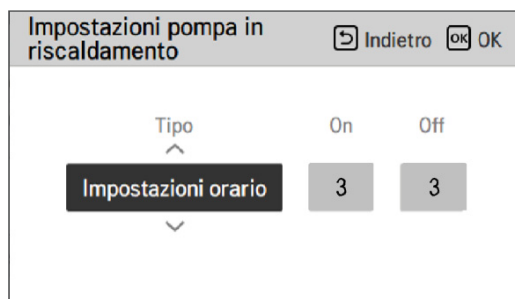 Impostazioni pompa in
riscaldamento
Indietro OK OK
Tipo On Off
Impostazioni orario 3 3